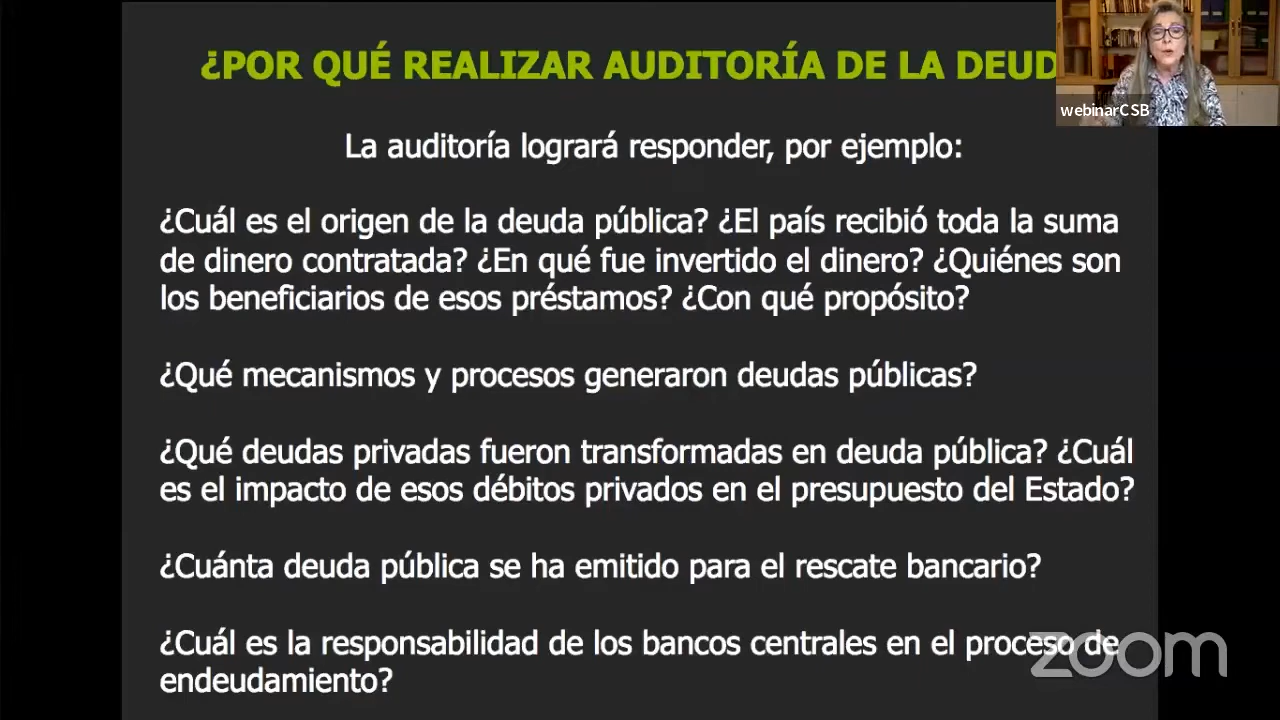 ¿POR QUÉ REALIZAR AUDITORÍA DE LA DEUD
webinarCSB
La auditoría logrará responder, por ejemplo:
¿Cuál es el origen de la deuda pública? ¿El país recibió toda la suma
de dinero contratada? ¿En qué fue invertido el dinero? ¿Quiénes son
los beneficiarios de esos préstamos? ¿Con qué propósito?
¿Qué mecanismos y procesos generaron deudas públicas?
¿Qué deudas privadas fueron transformadas en deuda pública? ¿Cuál
es el impacto de esos débitos privados en el presupuesto del Estado?
¿Cuánta deuda pública se ha emitido para el rescate bancario?
¿Cuál es la responsabilidad de los bancos centrales en el proceso de
endeudamiento?
zoom